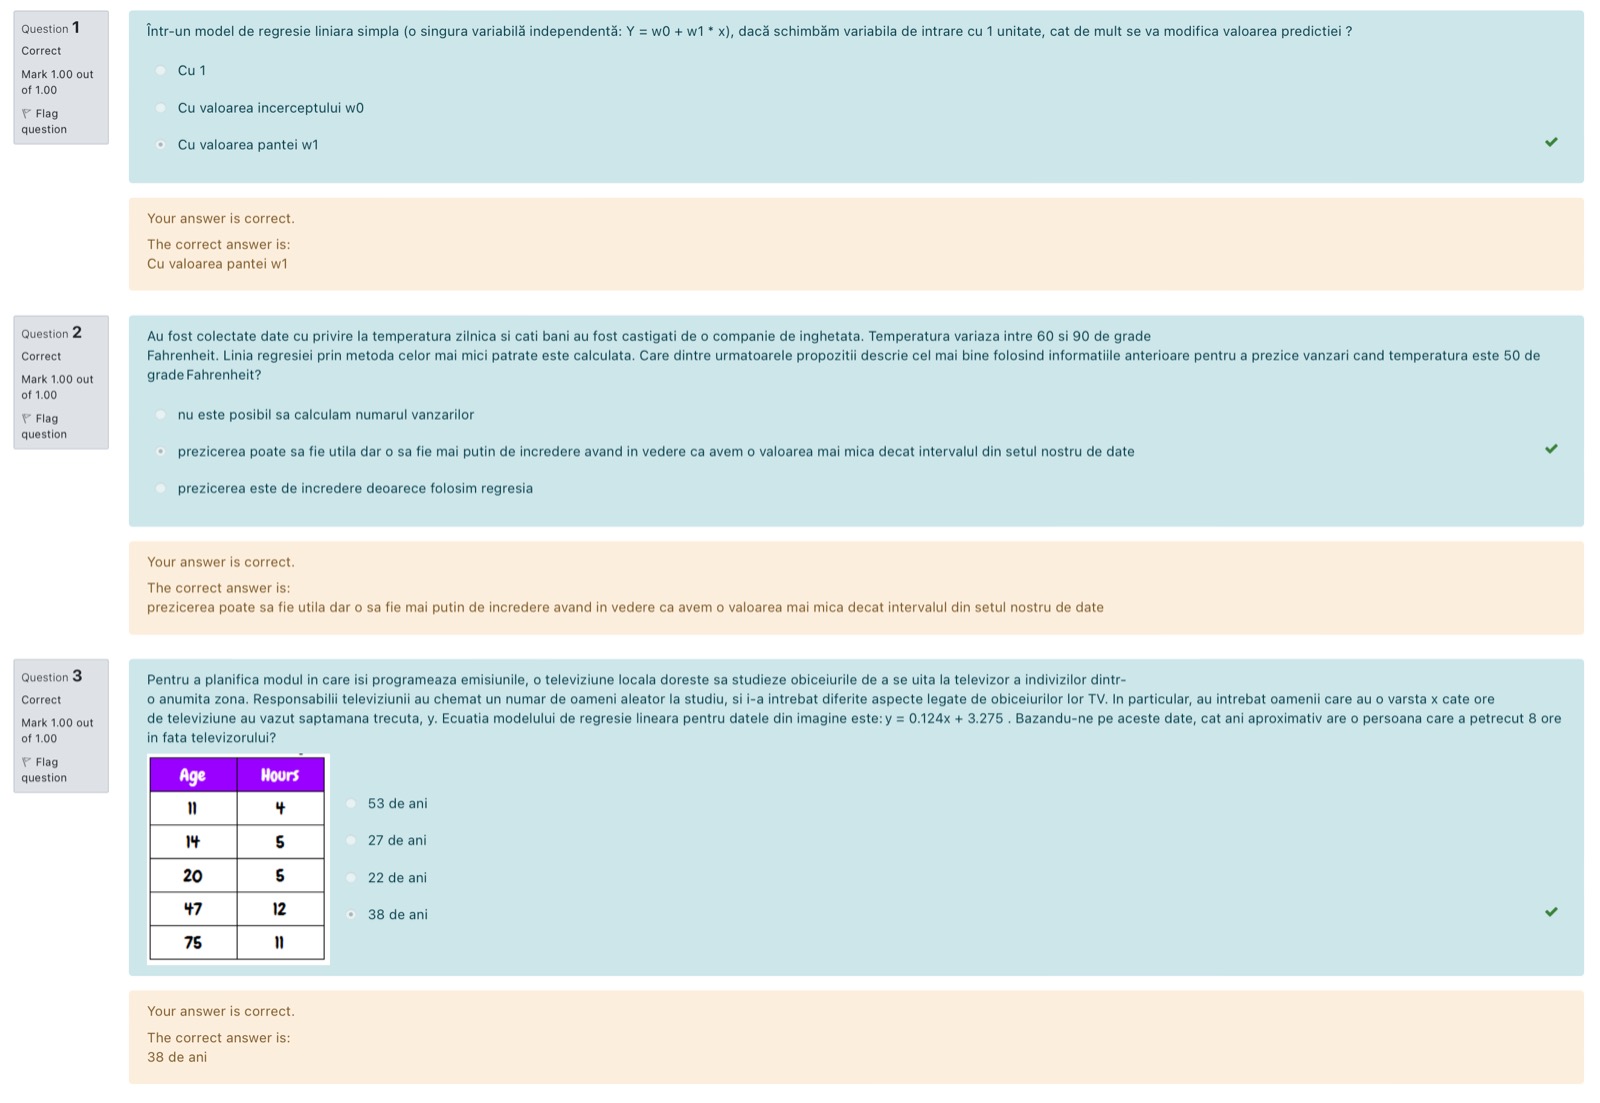 Question 1
Correct
Mark 1.00 out
of 1.00
Flag
question
Într-un model de regresie liniara simpla (o singura variabilă independentă: Y = w0 + w1 * x), dacă schimbăm variabila de intrare cu 1 unitate, cat de mult se va modifica valoarea predictiei ?
Cu 1
Cu valoarea incerceptului w0
Cu valoarea pantei w1
Your answer is correct.
The correct answer is:
Cu valoarea pantei w1
Question 2
Correct
Mark 1.00 out
of 1.00
Flag
question
Au fost colectate date cu privire la temperatura zilnica si cati bani au fost castigati de o companie de inghetata. Temperatura variaza intre 60 si 90 de grade
Fahrenheit. Linia regresiei prin metoda celor mai mici patrate este calculata. Care dintre urmatoarele propozitii descrie cel mai bine folosind informatiile anterioare pentru a prezice vanzari cand temperatura este 50 de
grade Fahrenheit?
nu este posibil sa calculam numarul vanzarilor
prezicerea poate sa fie utila dar o sa fie mai putin de incredere avand in vedere ca avem o valoarea mai mica decat intervalul din setul nostru de date
prezicerea este de incredere deoarece folosim regresia
Your answer is correct.
The correct answer is:
prezicerea poate sa fie utila dar o sa fie mai putin de incredere avand in vedere ca avem o valoarea mai mica decat intervalul din setul nostru de date
Question 3
Correct
Mark 1.00 out
of 1.00
Flag
question
Pentru a planifica modul in care isi programeaza emisiunile, o televiziune locala doreste sa studieze obiceiurile de a se uita la televizor a indivizilor dintr-
o anumita zona. Responsabilii televiziunii au chemat un numar de oameni aleator la studiu, si i-a intrebat diferite aspecte legate de obiceiurilor lor TV. In particular, au intrebat oamenii care au o varsta x cate ore
de televiziune au vazut saptamana trecuta, y. Ecuatia modelului de regresie lineara pentru datele din imagine este: y = 0.124x + 3.275 . Bazandu-ne pe aceste date, cat ani aproximativ are o persoana care a petrecut 8 ore
in fata televizorului?
Age Hours
11 4
14 5
20 5
47 12
75 11
53 de ani
27 de ani
22 de ani
38 de ani
Your answer is correct.
The correct answer is:
38 de ani